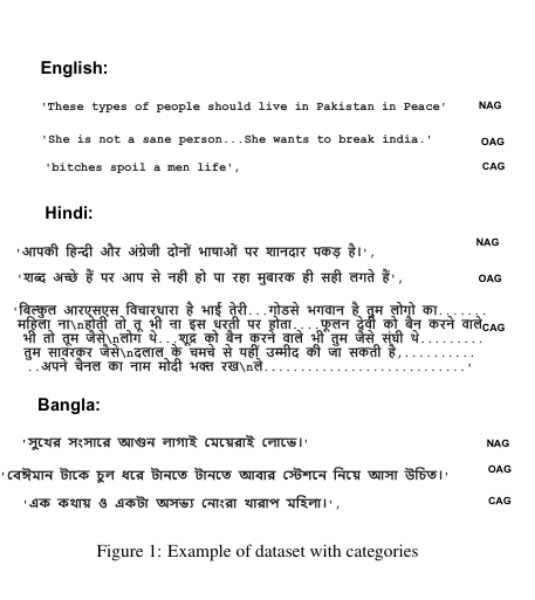 English:
'These types of people should live in Pakistan in Peace' NAG
'She is not a sane person...She wants to break india.' OAG
'bitches spoil a men life', CAG
Hindi:
'आपकी हिन्दी और अंग्रेजी दोनों भाषाओं पर शानदार पकड़ है।', NAG
'शब्द अच्छे हैं पर आप से नही हो पा रहा मुबारक ही सही लगते हैं', OAG
'बिल्कुल आरएसएस विचारधारा है भाई तेरी...गोडसे भगवान है तुम लोगो का.......
महिला ना\nहोती तो तू भी ना इस धरती पर होता....फूलन देवी को बैन करने वाले CAG
भी तो तूम जैसे\nलोग थे...शूद्र को बैन करने वाले भी तुम जैसे संघी थे.........
तुम सावरकर जैसे\nदलाल के चमचे से यहीं उम्मीद की जा सकती है,..........
..अपने चैनल का नाम मोदी भक्त रख\nले...........................'
Bangla:
'সুখের সংসারে আগুন লাগাই মেয়েরাই লোভে।' NAG
'বেঈমান টাকে চুল ধরে টানতে টানতে আবার স্টেশনে নিয়ে আসা উচিত।' OAG
'এক কথায় ও একটা অসভ্য নোংরা খারাপ মহিলা।', CAG
Figure 1: Example of dataset with categories